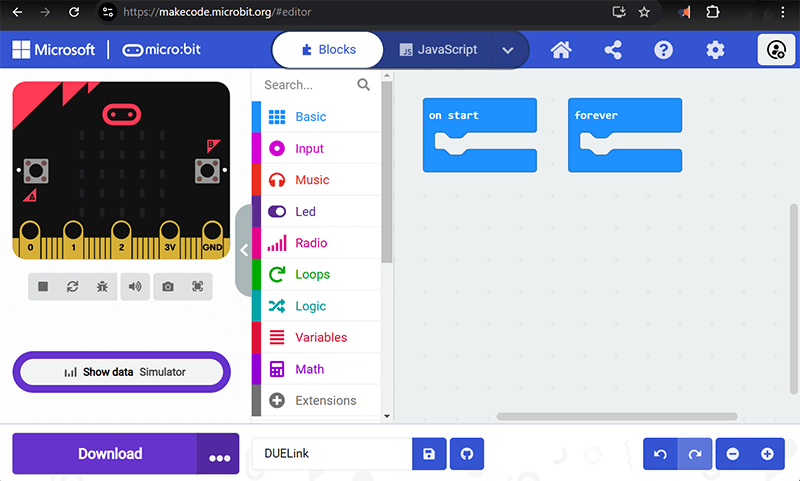 https://makecode.microbit.org/#editor
Microsoft
micro:bit
Blocks
JS
JavaScript
Search...
Basic
Input
Music
Led
Radio
Loops
Logic
Variables
Math
Extensions
on start
forever
A
B
0 1 2 3V GND
Show data Simulator
Download
DUELink